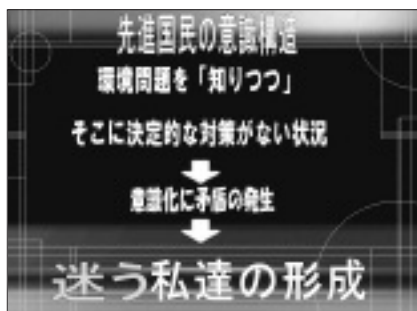 先進国民の意識構造
環境問題を「知りつつ」
そこに決定的な対策がない状況
意識化に矛盾の発生
迷う私達の形成